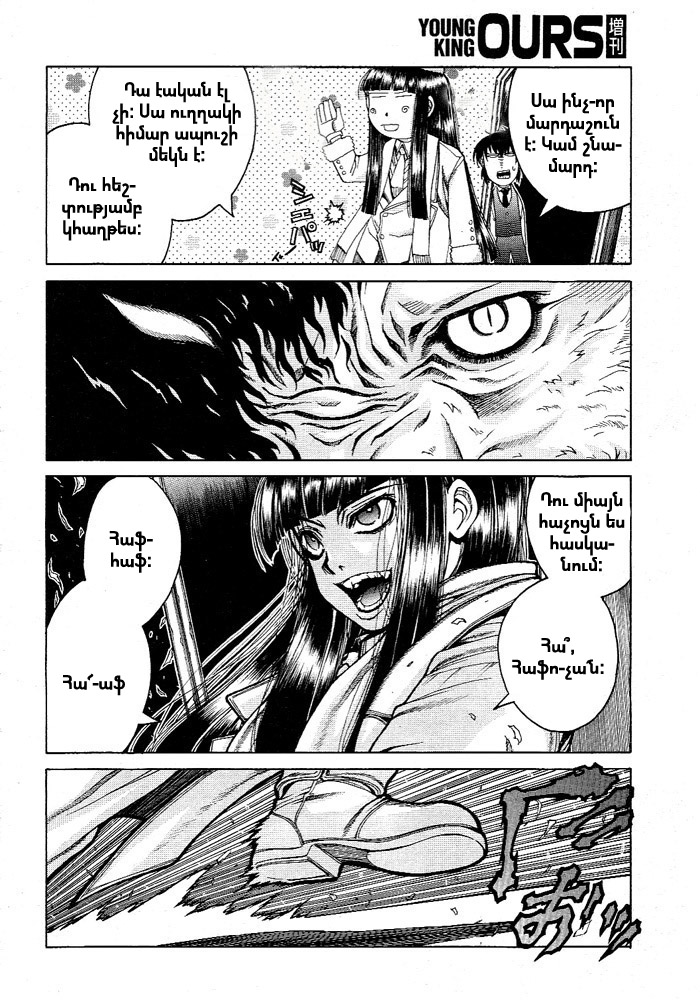 YOUNG
KING
OURS
増刊
Սա ինչ-որ
մարդաշուն
է: Կամ շնա-
մարդ:
Դա էական էլ
չի: Սա ուղղակի
հիմար ապուշի
մեկն է:
Դու հեշ-
տությամբ
կհաղթես:
Դու միայն
հաչոյն ես
հասկա-
նում:
Հա՞,
Հաֆո-չան:
Հաֆ-
հաֆ:
Հա՜-աֆ